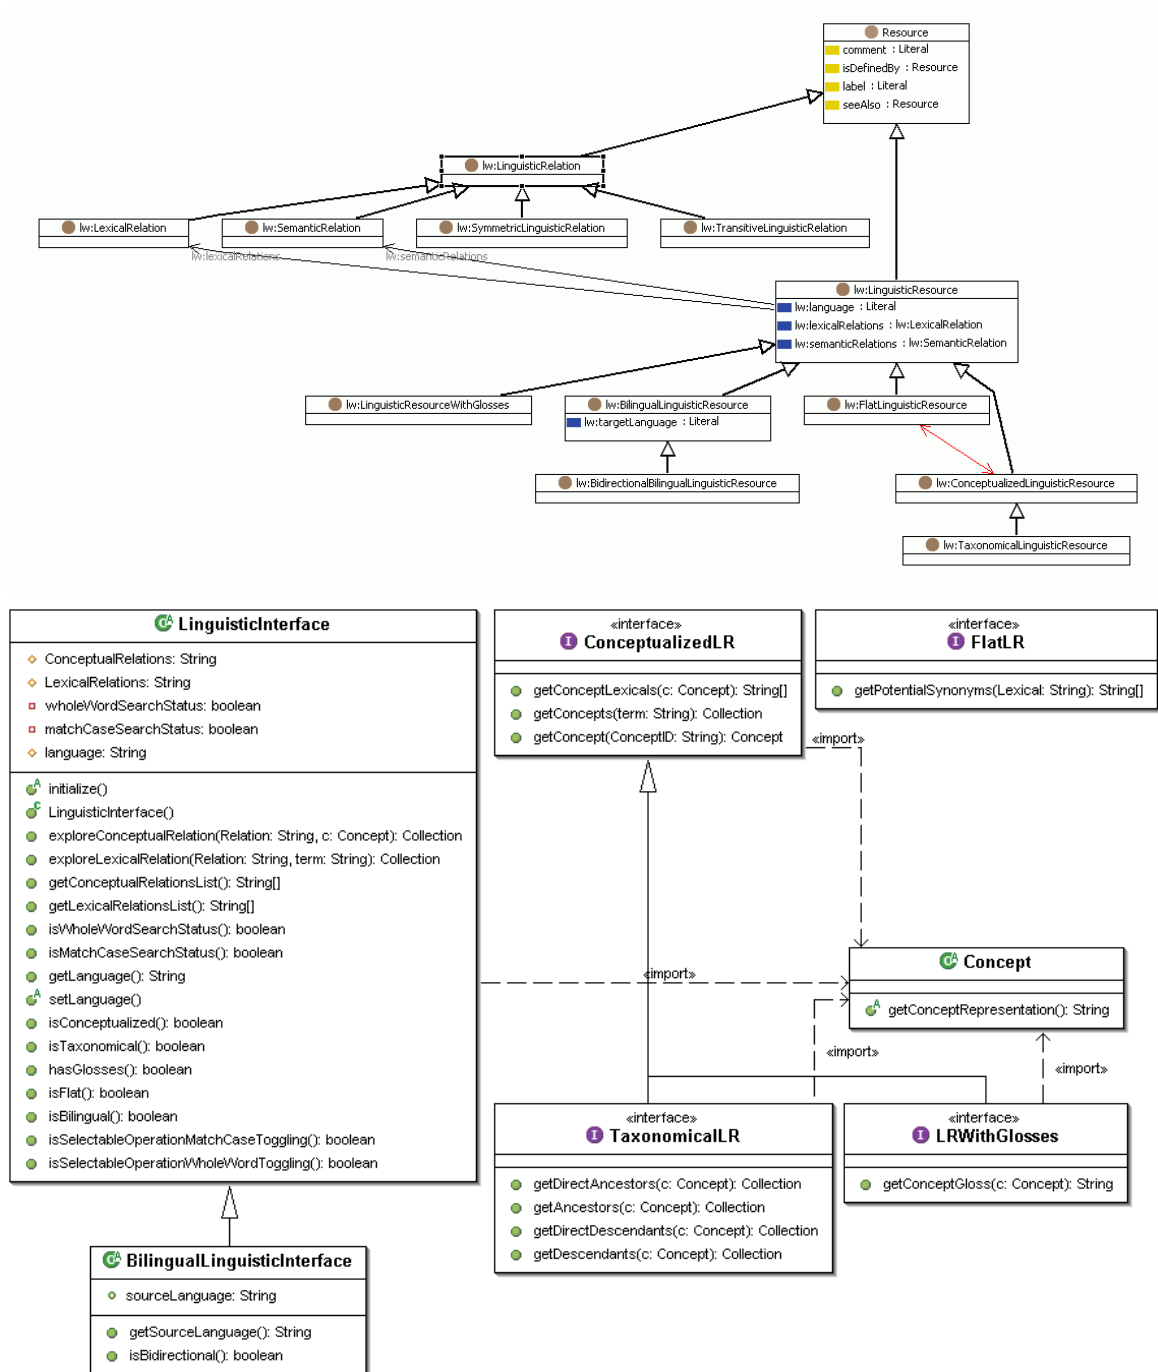 Resource
comment : Literal
isDefinedBy : Resource
label : Literal
seeAlso : Resource
lw:LinguisticRelation
lw:LexicalRelation
lw:SemanticRelation
lw:SymmetricLinguisticRelation
lw:TransitiveLinguisticRelation
lw:lexicalRelations
lw:semanticRelations
lw:LinguisticResource
lw:language : Literal
lw:lexicalRelations : lw:LexicalRelation
lw:semanticRelations : lw:SemanticRelation
lw:LinguisticResourceWithGlosses
lw:BilingualLinguisticResource
lw:targetLanguage : Literal
lw:FlatLinguisticResource
lw:BidirectionalBilingualLinguisticResource
lw:ConceptualizedLinguisticResource
lw:TaxonomicalLinguisticResource
LinguisticInterface
ConceptualRelations: String
LexicalRelations: String
wholeWordSearchStatus: boolean
matchCaseSearchStatus: boolean
language: String
initialize()
LinguisticInterface()
exploreConceptualRelation(Relation: String, c: Concept): Collection
exploreLexicalRelation(Relation: String, term: String): Collection
getConceptualRelationsList(): String[]
getLexicalRelationsList(): String[]
isWholeWordSearchStatus(): boolean
isMatchCaseSearchStatus(): boolean
getLanguage(): String
setLanguage()
isConceptualized(): boolean
isTaxonomical(): boolean
hasGlosses(): boolean
isFlat(): boolean
isBilingual(): boolean
isSelectableOperationMatchCaseToggling(): boolean
isSelectableOperationWholeWordToggling(): boolean
BilingualLinguisticInterface
sourceLanguage: String
getSourceLanguage(): String
isBidirectional(): boolean
«interface»
ConceptualizedLR
getConceptLexicals(c: Concept): String[]
getConcepts(term: String): Collection
getConcept(ConceptID: String): Concept
«interface»
FlatLR
getPotentialSynonyms(Lexical: String): String[]
«import»
«import»
Concept
getConceptRepresentation(): String
«import»
«import»
«interface»
TaxonomicalLR
getDirectAncestors(c: Concept): Collection
getAncestors(c: Concept): Collection
getDirectDescendants(c: Concept): Collection
getDescendants(c: Concept): Collection
«interface»
LRWithGlosses
getConceptGloss(c: Concept): String